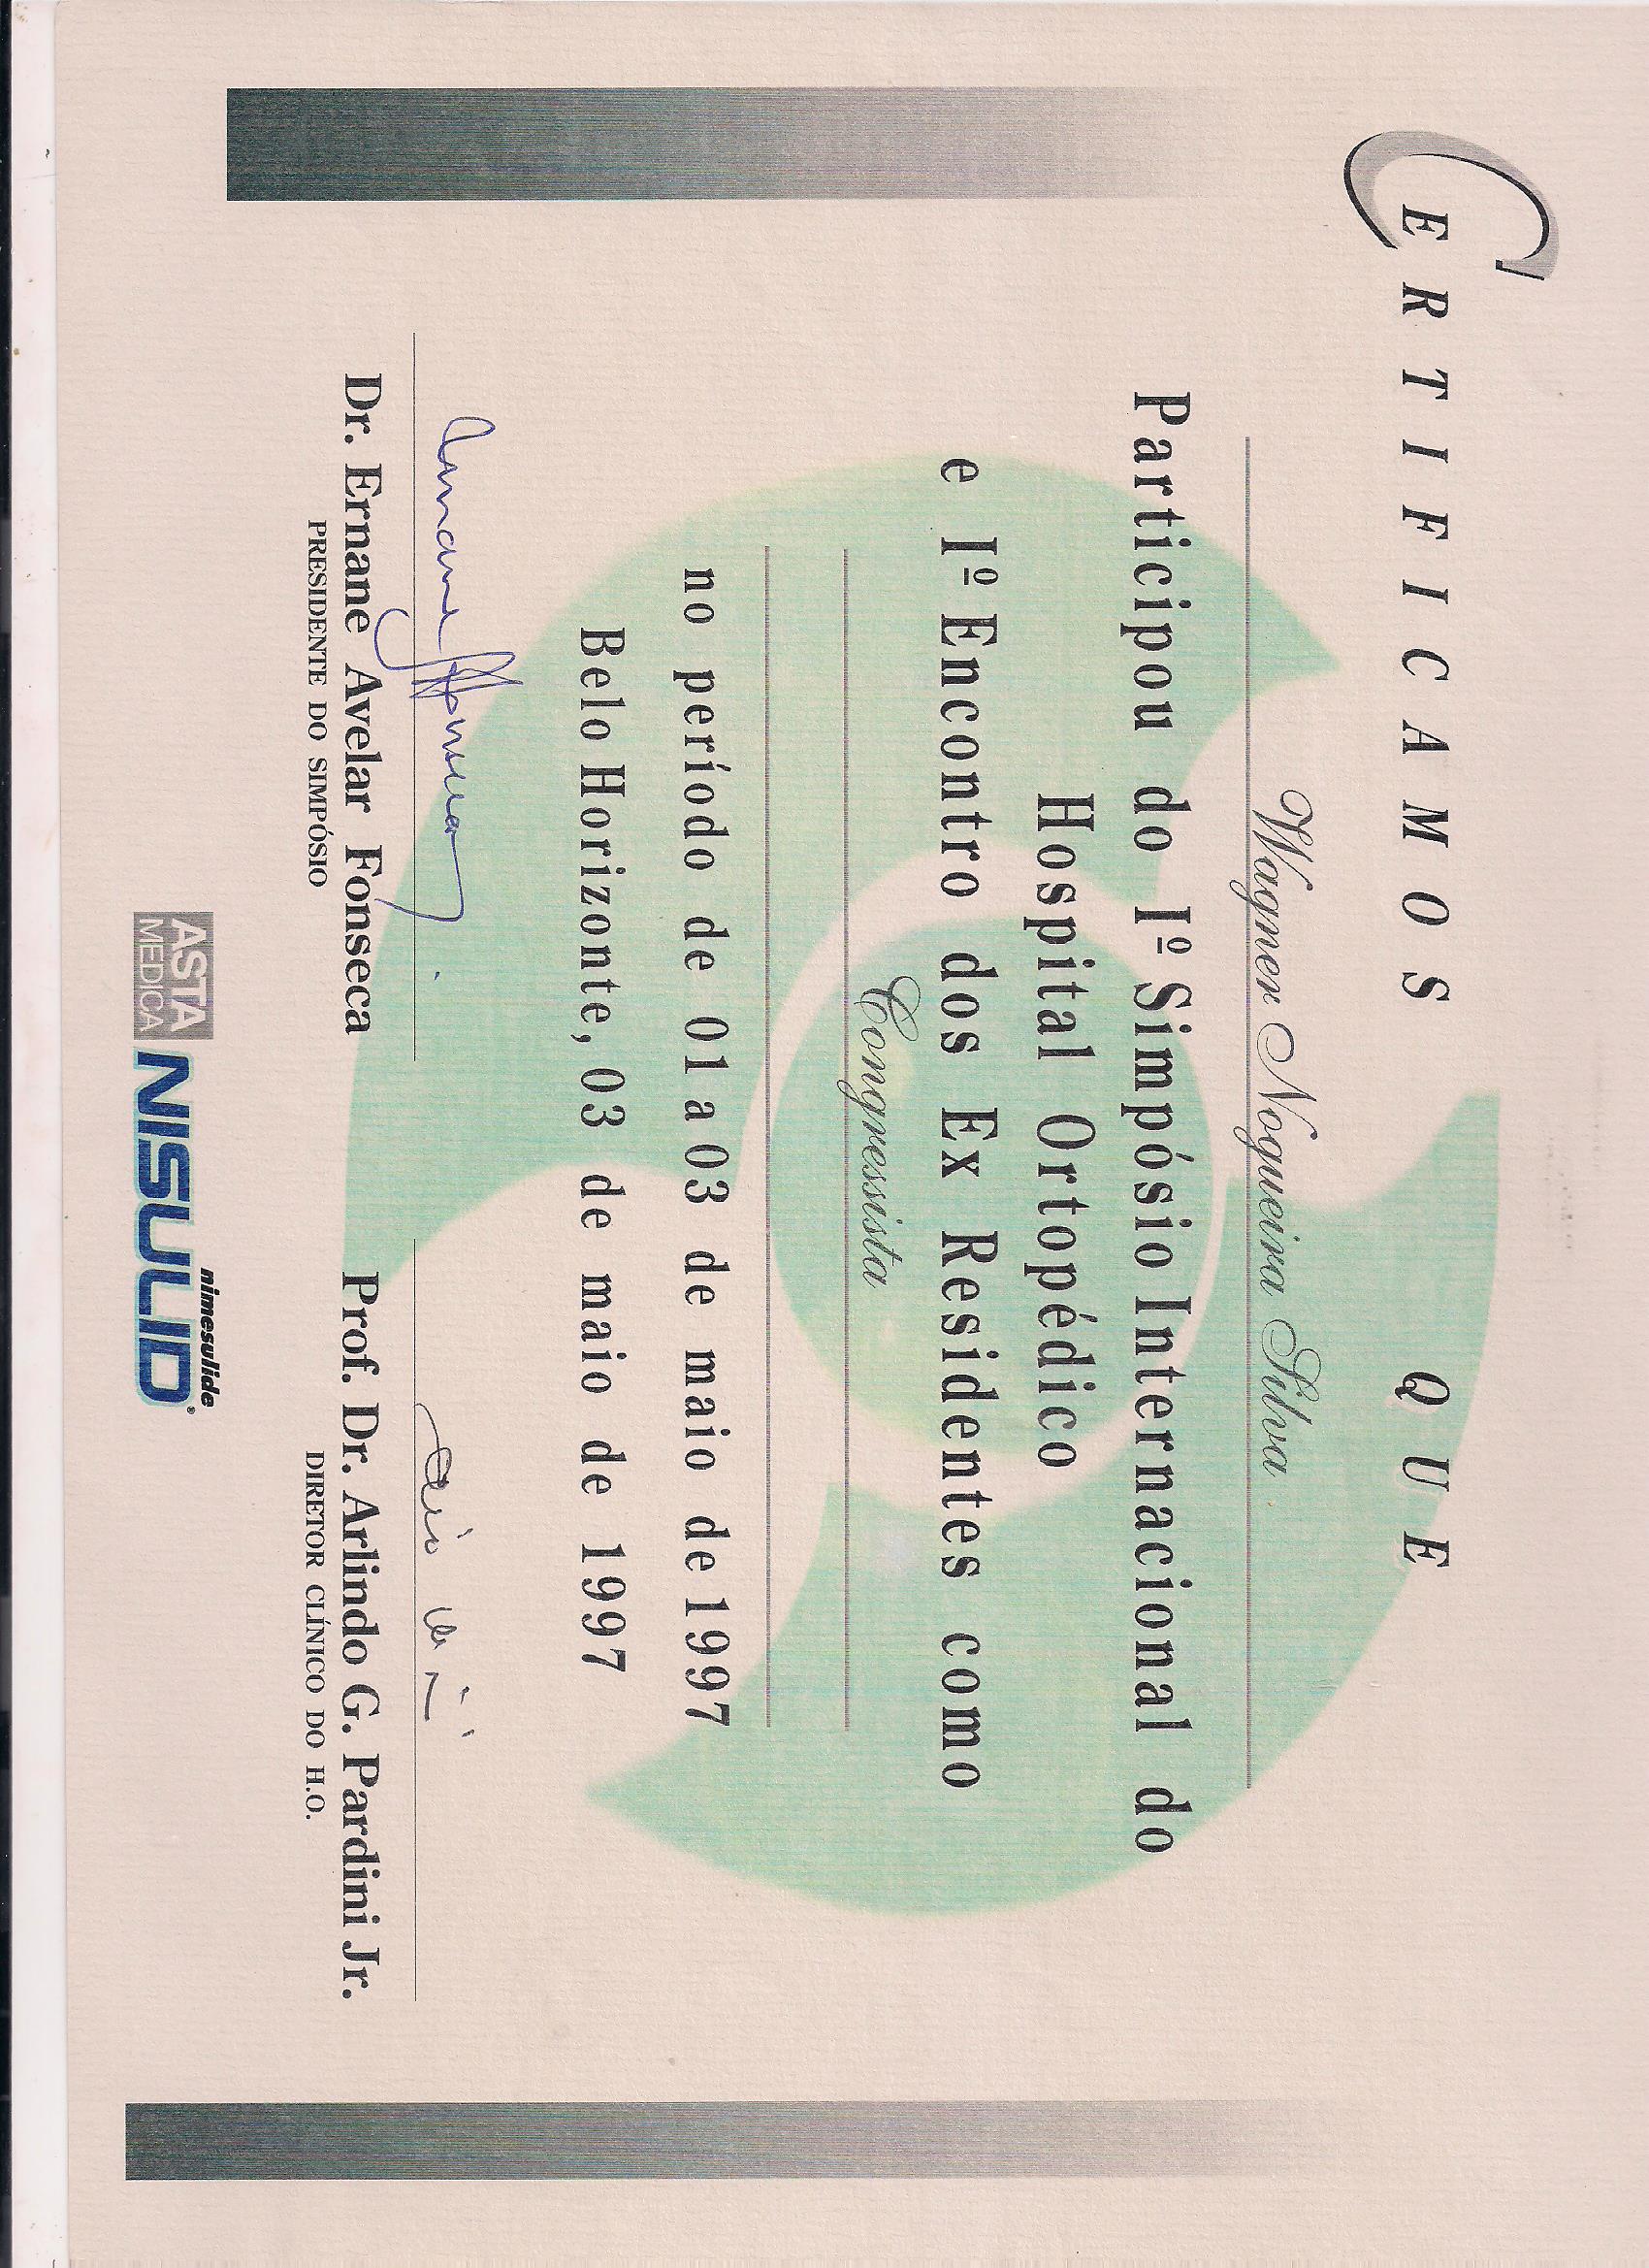 CERTIFICAMOS QUE
Wagner Nogueira Silva
Participou do Iº Simpósio Internacional do
Hospital Ortopédico
e Iº Encontro dos Ex Residentes como
Congressista
no período de 01 a 03 de maio de 1997
Belo Horizonte, 03 de maio de 1997
Dr. Ernane Avelar Fonseca
PRESIDENTE DO SIMPÓSIO
Prof. Dr. Arlindo G. Pardini Jr.
DIRETOR CLÍNICO DO H.O.
ASTA
MEDICA
nimesulide
NISULID®